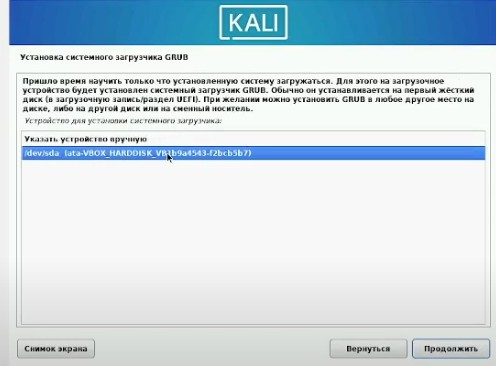 KALI
Установка системного загрузчика GRUB
Пришло время научить только что установленную систему загружаться. Для этого на загрузочное
устройство будет установлен системный загрузчик GRUB. Обычно он устанавливается на первый жёсткий
диск (в загрузочную запись/раздел UEFI). При желании можно установить GRUB в любое другое место на
диске, либо на другой диск или на сменный носитель.
Устройство для установки системного загрузчика:
Указать устройство вручную
/dev/sda (ata-VBOX_HARDDISK_VB1b9a4543-f2bcb5b7)
Снимок экрана
Вернуться
Продолжить